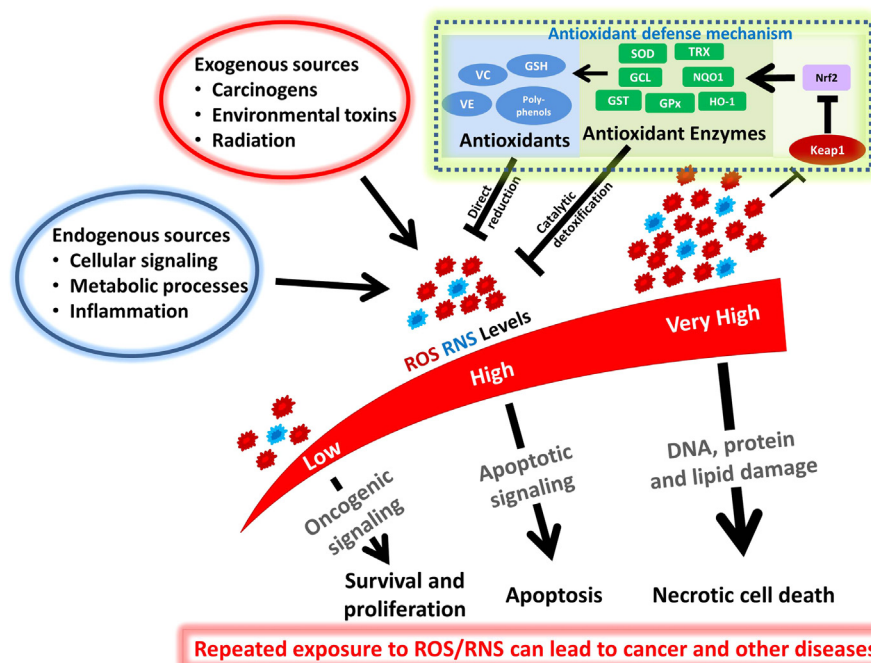 Antioxidant defense mechanism
Exogenous sources
• Carcinogens
• Environmental toxins
• Radiation
VC
GSH
VE
Poly-
phenols
Antioxidants
SOD
TRX
GCL
NQO1
GST
GPx
HO-1
Antioxidant Enzymes
Nrf2
Keap1
Direct
reduction
Catalytic
detoxification
Endogenous sources
• Cellular signaling
• Metabolic processes
• Inflammation
ROS RNS Levels
Low
High
Very High
Oncogenic
signaling
Apoptotic
signaling
DNA, protein
and lipid damage
Survival and
proliferation
Apoptosis
Necrotic cell death
Repeated exposure to ROS/RNS can lead to cancer and other diseases